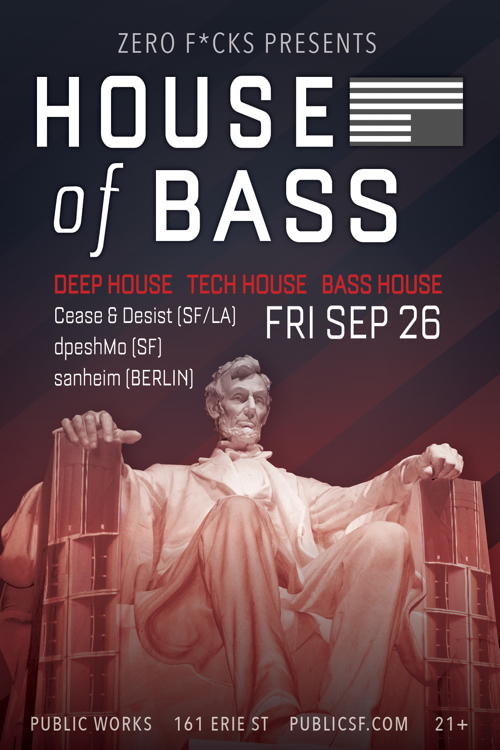 ZERO F*CKS PRESENTS
HOUSE
of BASS
DEEP HOUSE TECH HOUSE BASS HOUSE
Cease & Desist (SF/LA)
FRI SEP 26
dpeshMo (SF)
sanheim (BERLIN)
PUBLIC WORKS 161 ERIE ST PUBLICSF.COM 21+